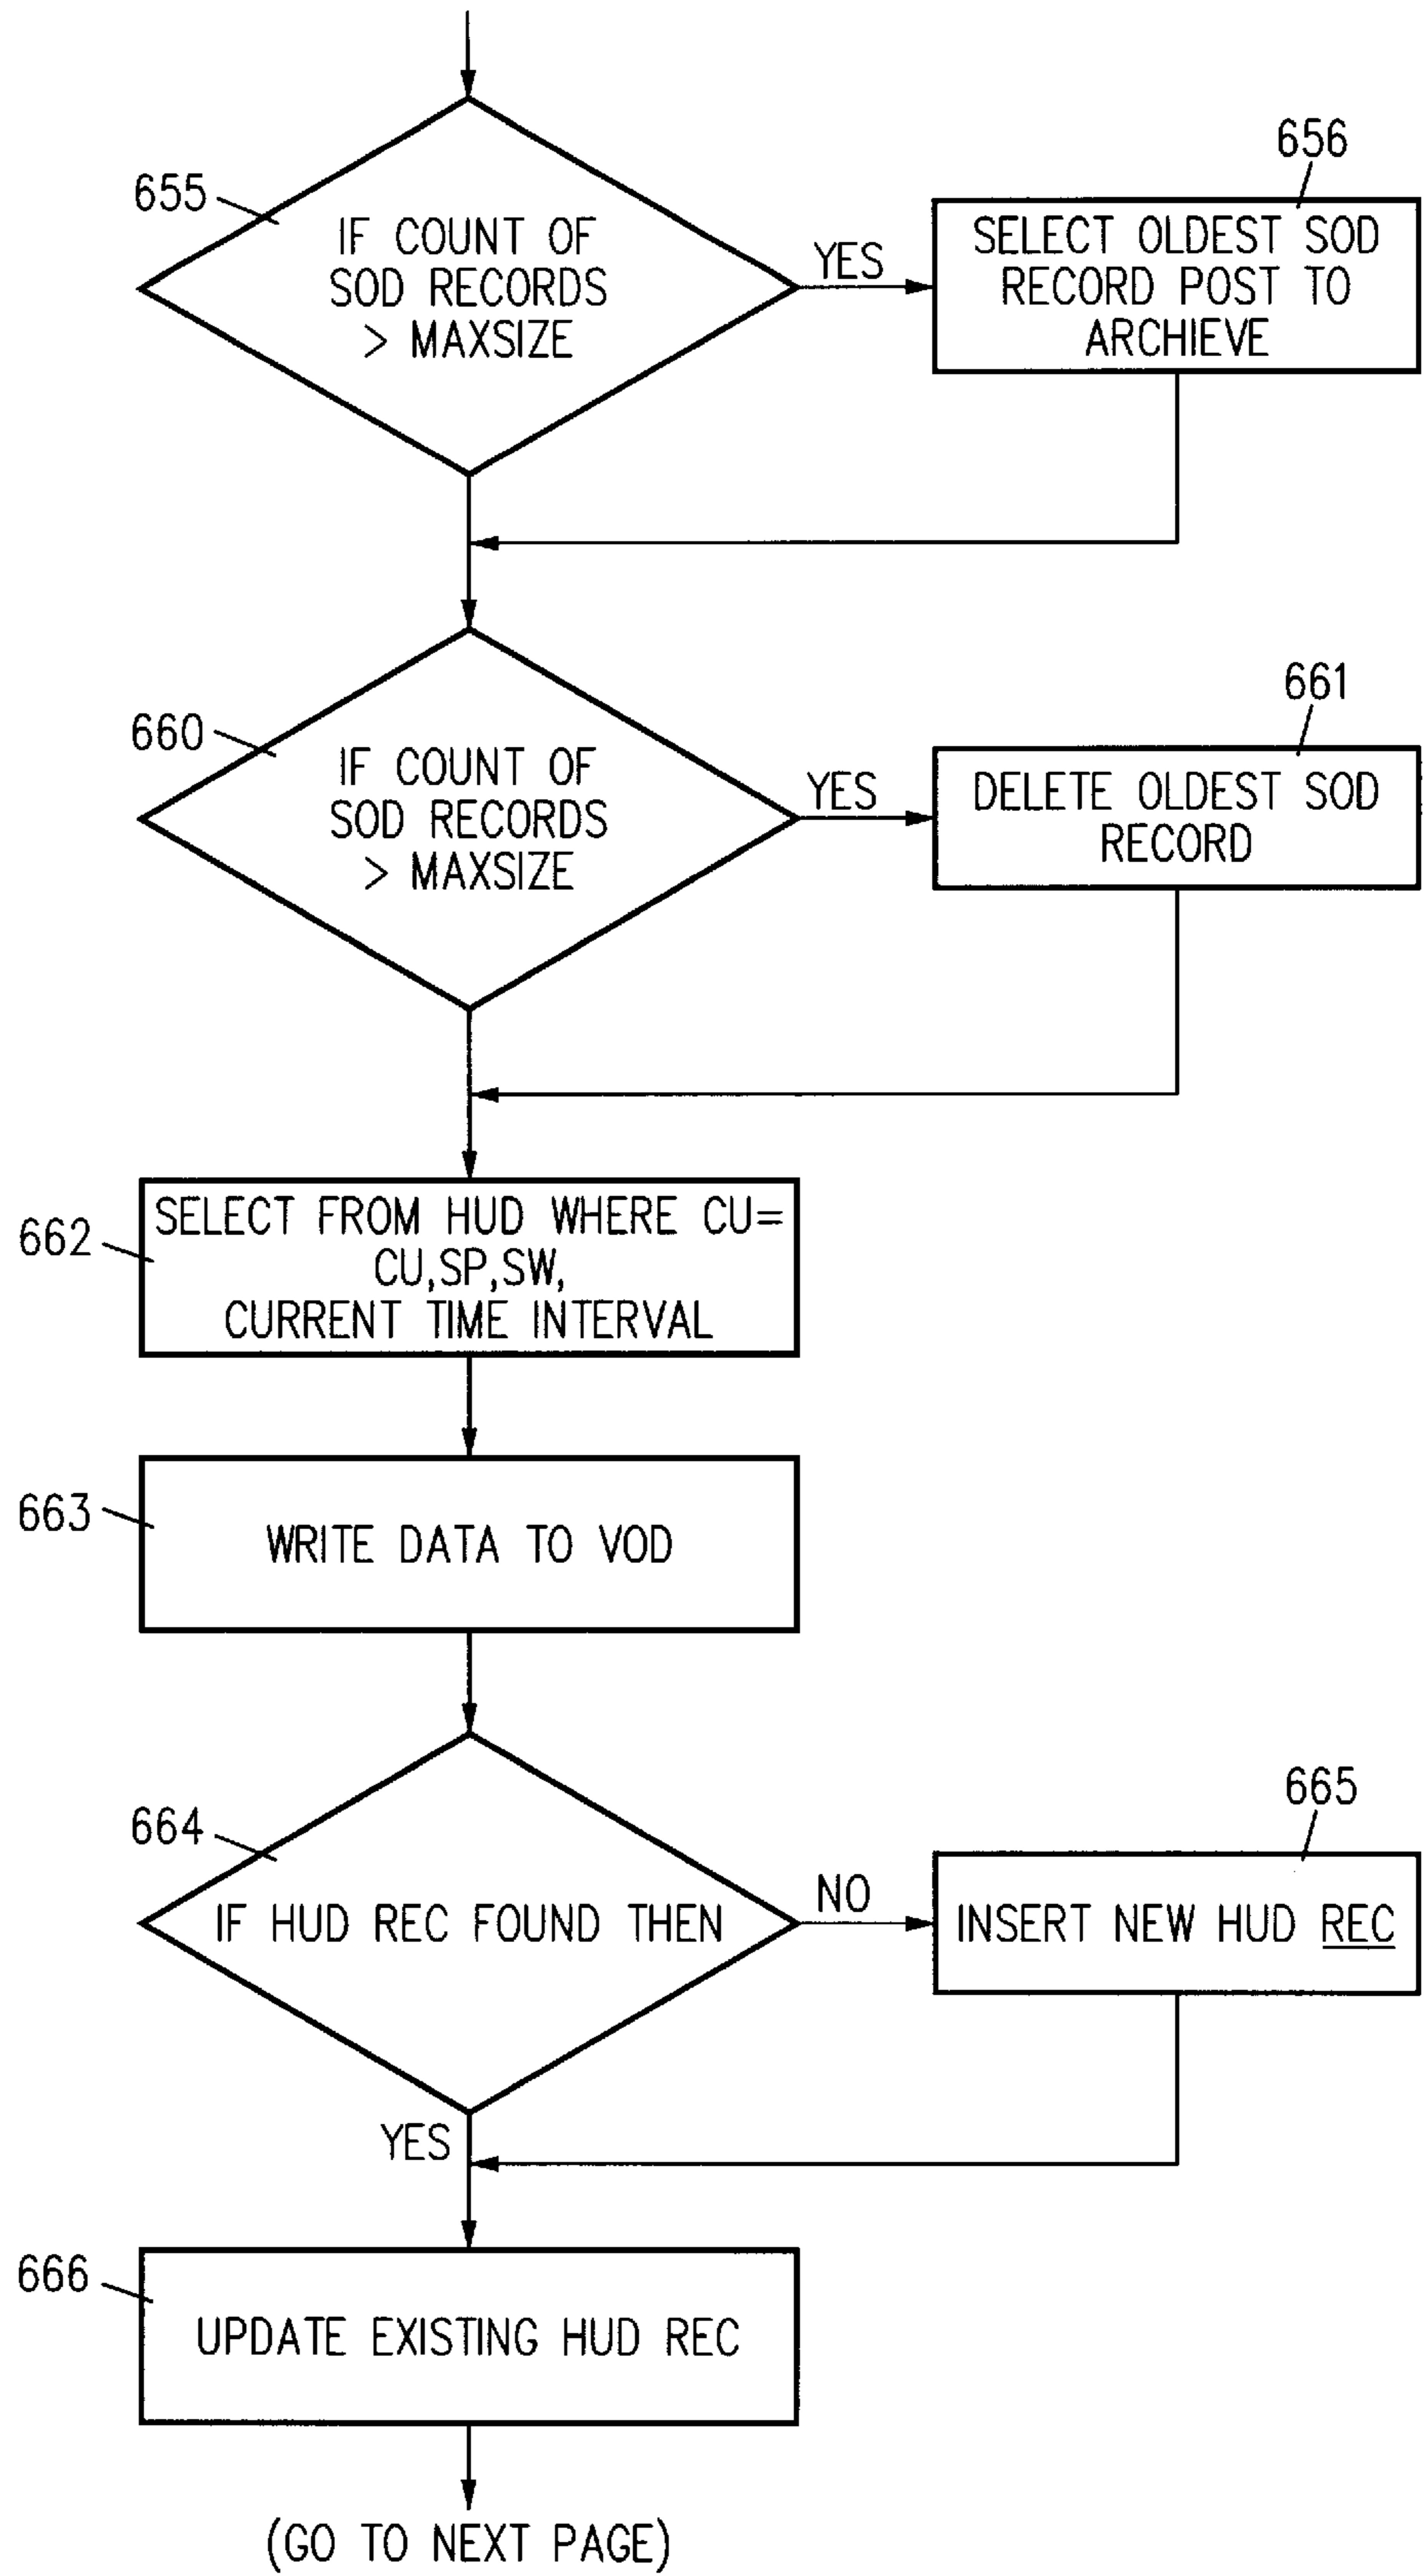 656
655
IF COUNT OF
SOD RECORDS
> MAXSIZE
YES
SELECT OLDEST SOD
RECORD POST TO
ARCHIEVE
661
660
IF COUNT OF
SOD RECORDS
> MAXSIZE
YES
DELETE OLDEST SOD
RECORD
662
SELECT FROM HUD WHERE CU=
CU,SP,SW,
CURRENT TIME INTERVAL
663
WRITE DATA TO VOD
665
664
IF HUD REC FOUND THEN
NO
INSERT NEW HUD REC
YES
666
UPDATE EXISTING HUD REC
(GO TO NEXT PAGE)